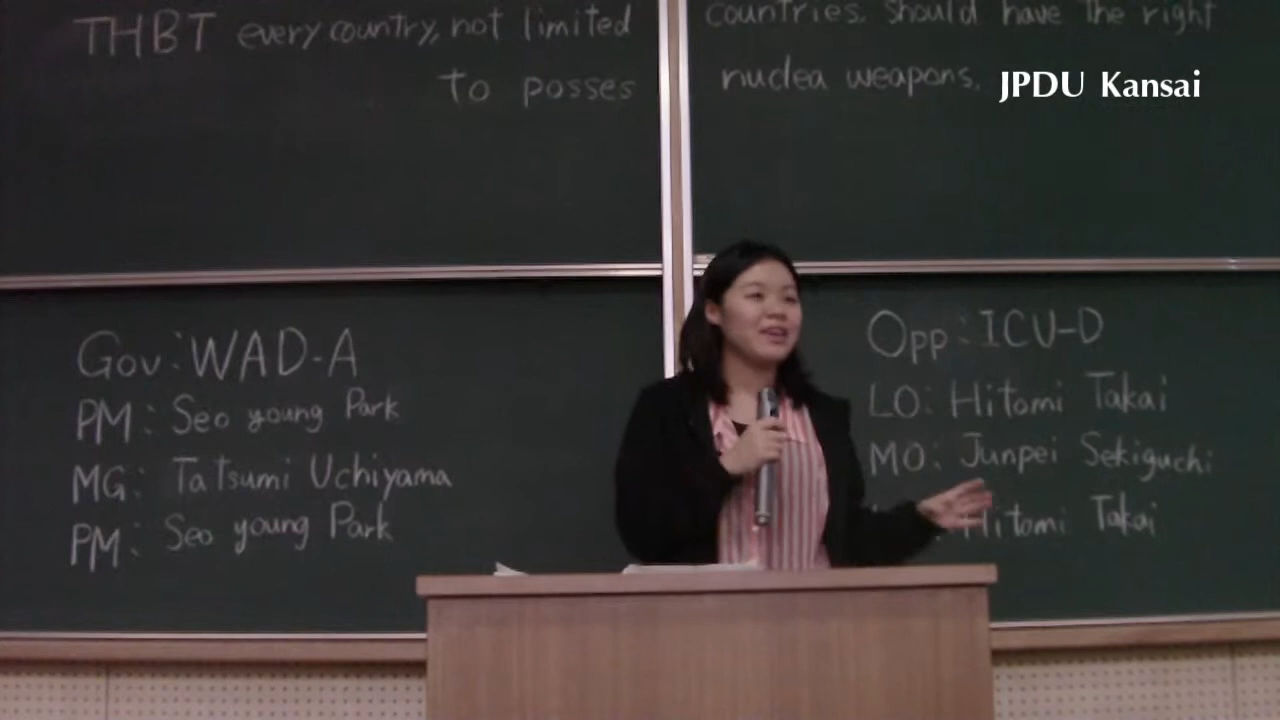 THBT every country, not limited countries. should have the right
to posses nuclea weapons.
JPDU Kansai
Gov: WAD-A
PM: Seo young Park
MG: Tatsumi Uchiyama
PM: Seo young Park
Opp: ICU-D
LO: Hitomi Takai
MO: Junpei Sekiguchi
Hitomi Takai